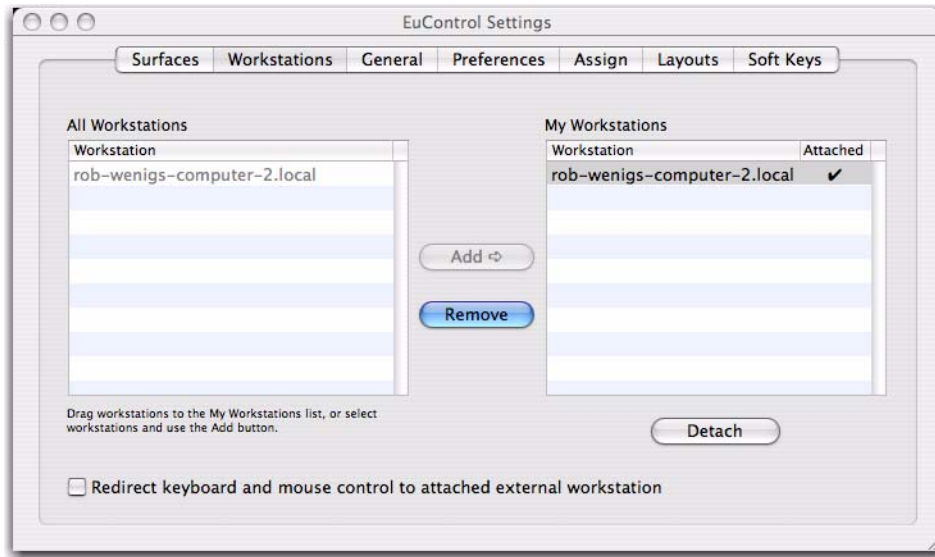 EuControl Settings
Surfaces Workstations General Preferences Assign Layouts Soft Keys
All Workstations
Workstation
rob-wenigs-computer-2.local
Drag workstations to the My Workstations list, or select
workstations and use the Add button.
Add ⇨
Remove
My Workstations
Workstation Attached
rob-wenigs-computer-2.local ✔
Detach
Redirect keyboard and mouse control to attached external workstation